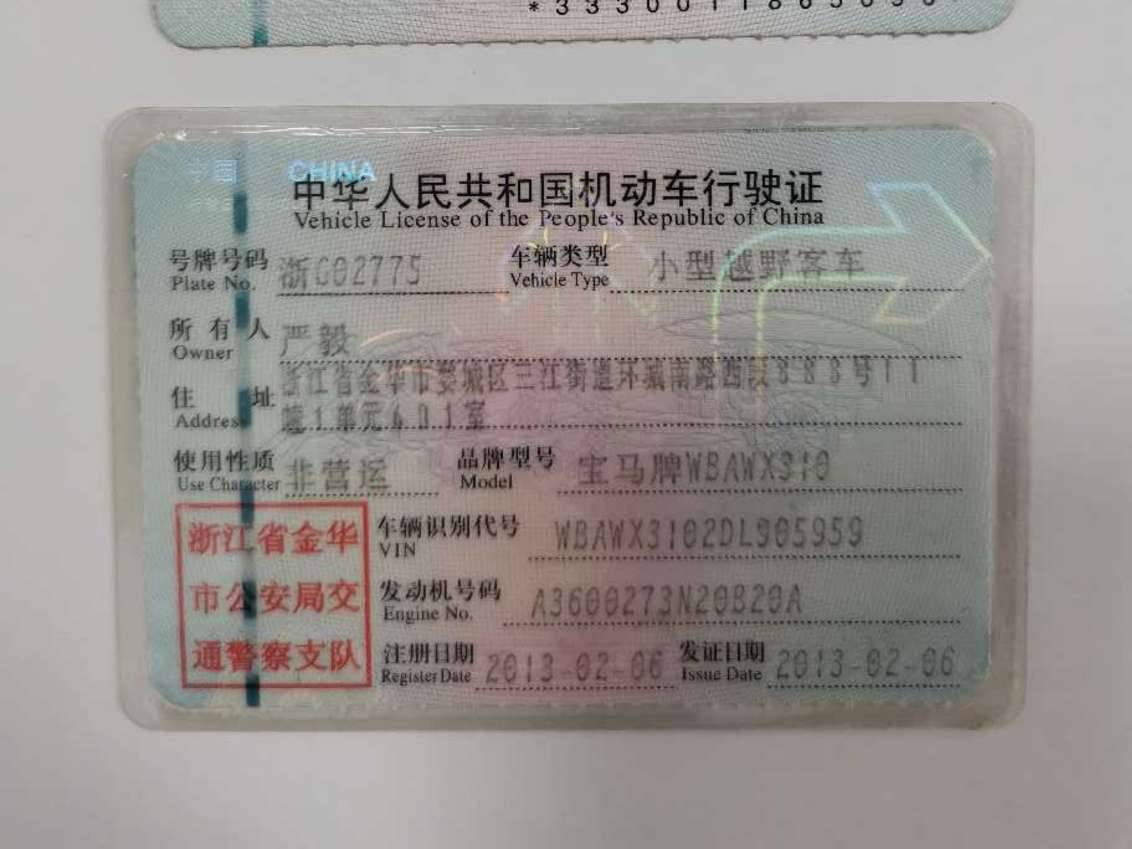 *3330011865656*
中国 CHINA
中华人民共和国机动车行驶证
Vehicle License of the People's Republic of China
号牌号码 浙G02775 车辆类型 小型越野客车
Plate No. Vehicle Type
所有人 严毅
Owner
住址 浙江省金华市婺城区三江街道环城南路西段888号11
Address 幢1单元601室
使用性质 非营运 品牌型号 宝马牌WBAWX310
Use Character Model
浙江省金华 车辆识别代号 WBAWX3102DL905959
VIN
市公安局交 发动机号码 A3600273N20B20A
Engine No.
通警察支队 注册日期 2013-02-06 发证日期 2013-02-06
Register Date Issue Date